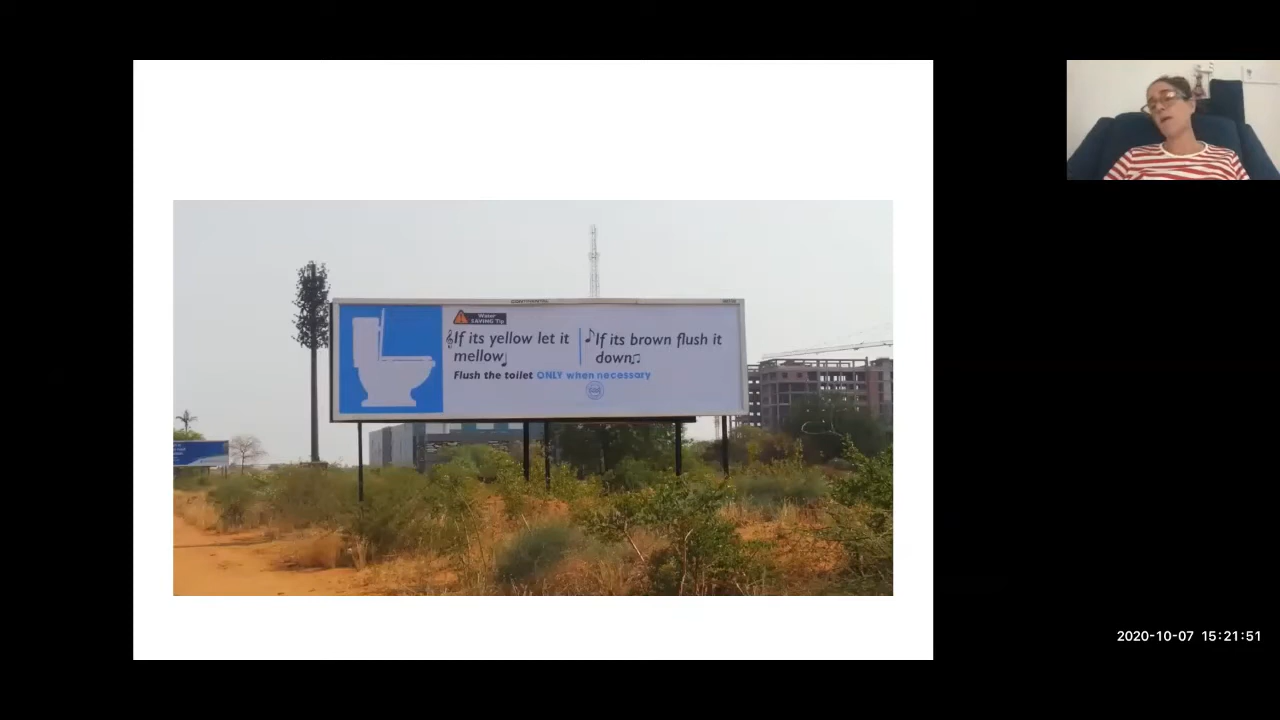 Water
SAVING Tip
If its yellow let it
mellow
If its brown flush it
down
Flush the toilet ONLY when necessary
2020-10-07 15:21:51